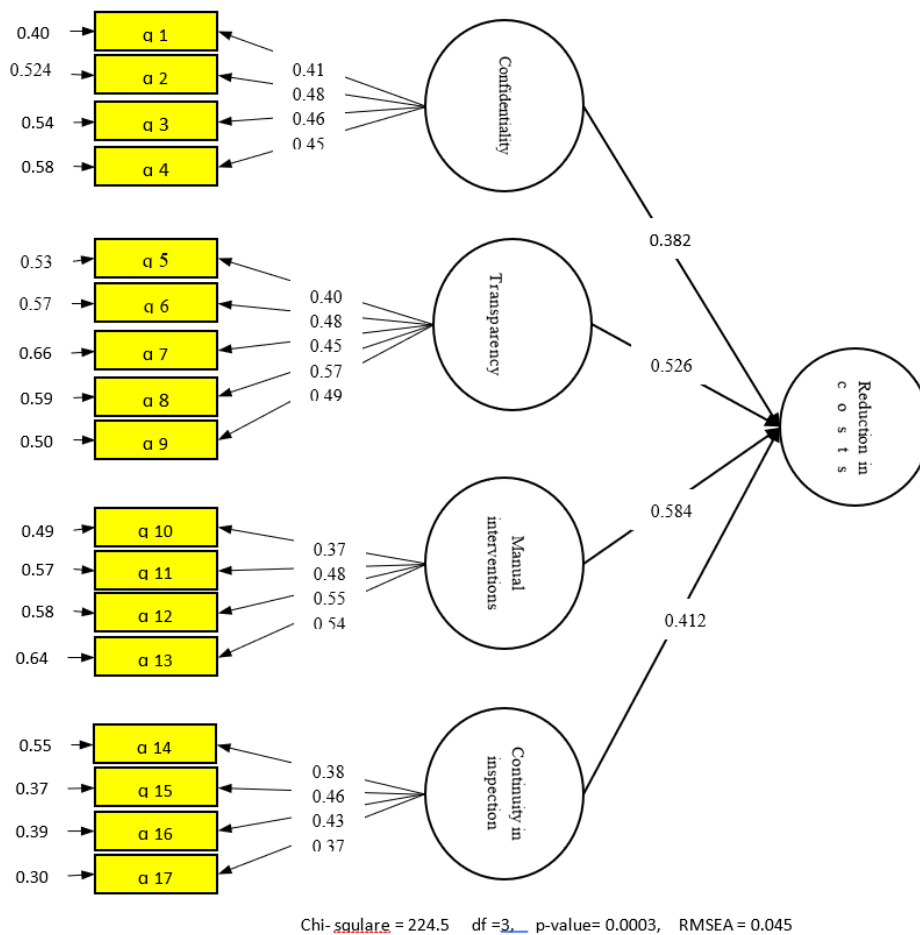 0.40
q 1
0.41
0.524
q 2
0.48
0.54
q 3
0.46
0.58
q 4
0.45
Confidentiality
0.382
0.53
q 5
0.40
0.57
q 6
0.48
0.66
q 7
0.45
0.59
q 8
0.57
0.50
q 9
0.49
Transparency
0.526
Reduction in
c o s t s
0.49
q 10
0.37
0.57
q 11
0.48
0.58
q 12
0.55
0.64
q 13
0.54
Manual
interventions
0.584
0.412
0.55
q 14
0.38
0.37
q 15
0.46
0.39
q 16
0.43
0.30
q 17
0.37
Continuity in
inspection
Chi- squlare = 224.5 df =3, p-value= 0.0003, RMSEA = 0.045